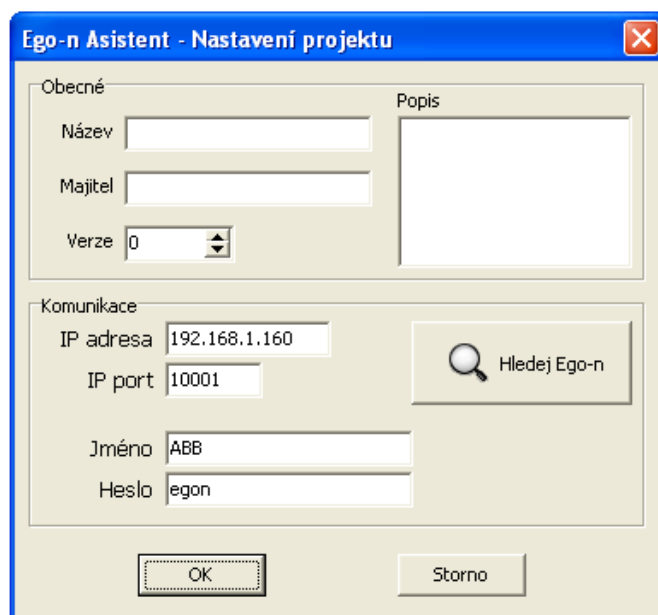 Ego-n Asistent - Nastavení projektu
Obecné
Název
Majitel
Verze 0
Popis
Komunikace
IP adresa 192.168.1.160
IP port 10001
Hledej Ego-n
Jméno ABB
Heslo egon
OK Storno